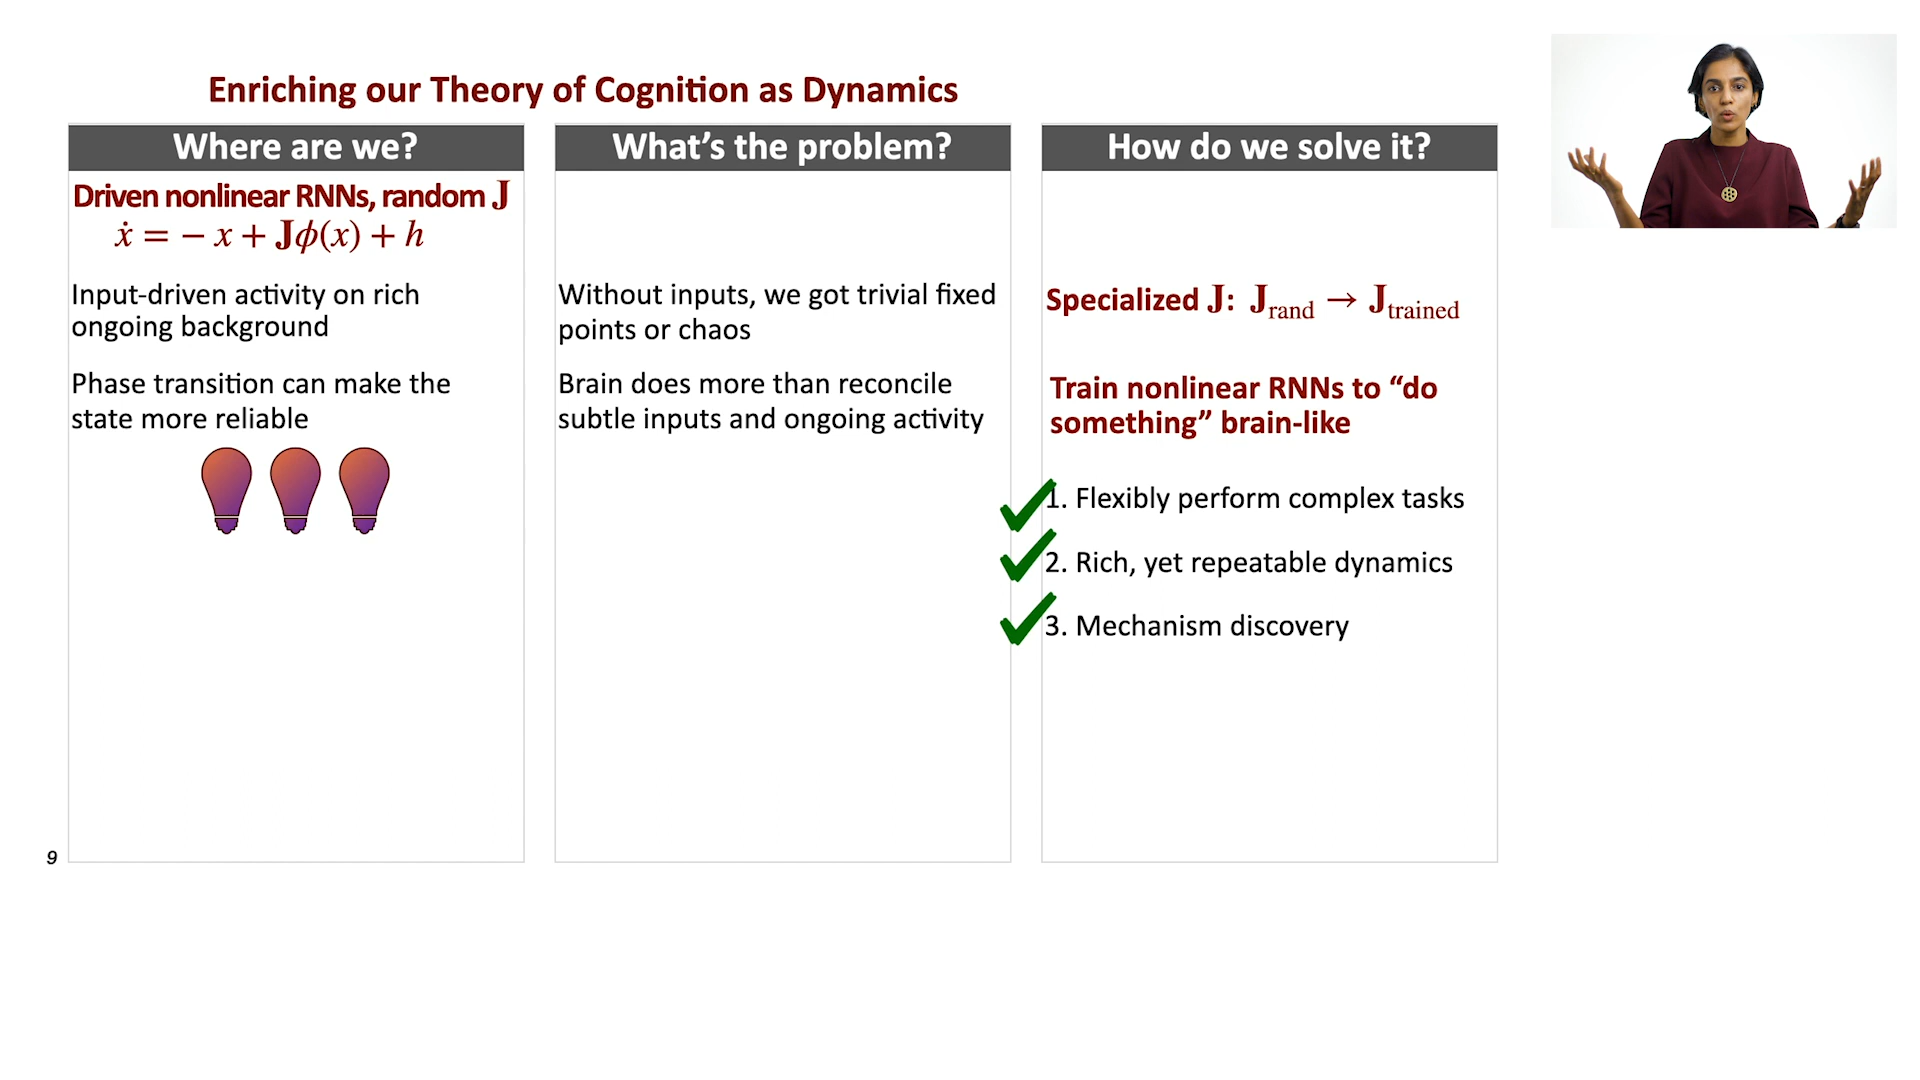 Enriching our Theory of Cognition as Dynamics
Where are we?
Driven nonlinear RNNs, random J
ẋ = − x + Jϕ(x) + h
Input-driven activity on rich
ongoing background
Phase transition can make the
state more reliable
What's the problem?
Without inputs, we got trivial fixed
points or chaos
Brain does more than reconcile
subtle inputs and ongoing activity
How do we solve it?
Specialized J: J_rand → J_trained
Train nonlinear RNNs to “do
something” brain-like
1. Flexibly perform complex tasks
2. Rich, yet repeatable dynamics
3. Mechanism discovery
9